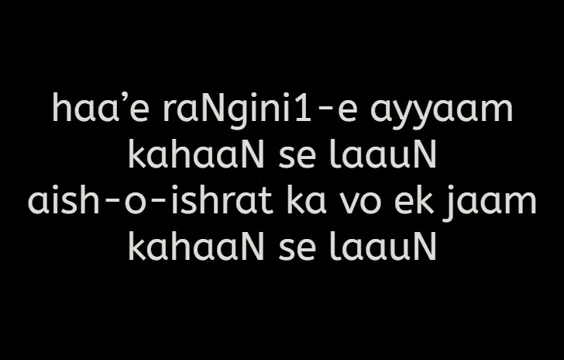 haa’e raNgini1-e ayyaam
kahaaN se laauN
aish-o-ishrat ka vo ek jaam
kahaaN se laauN